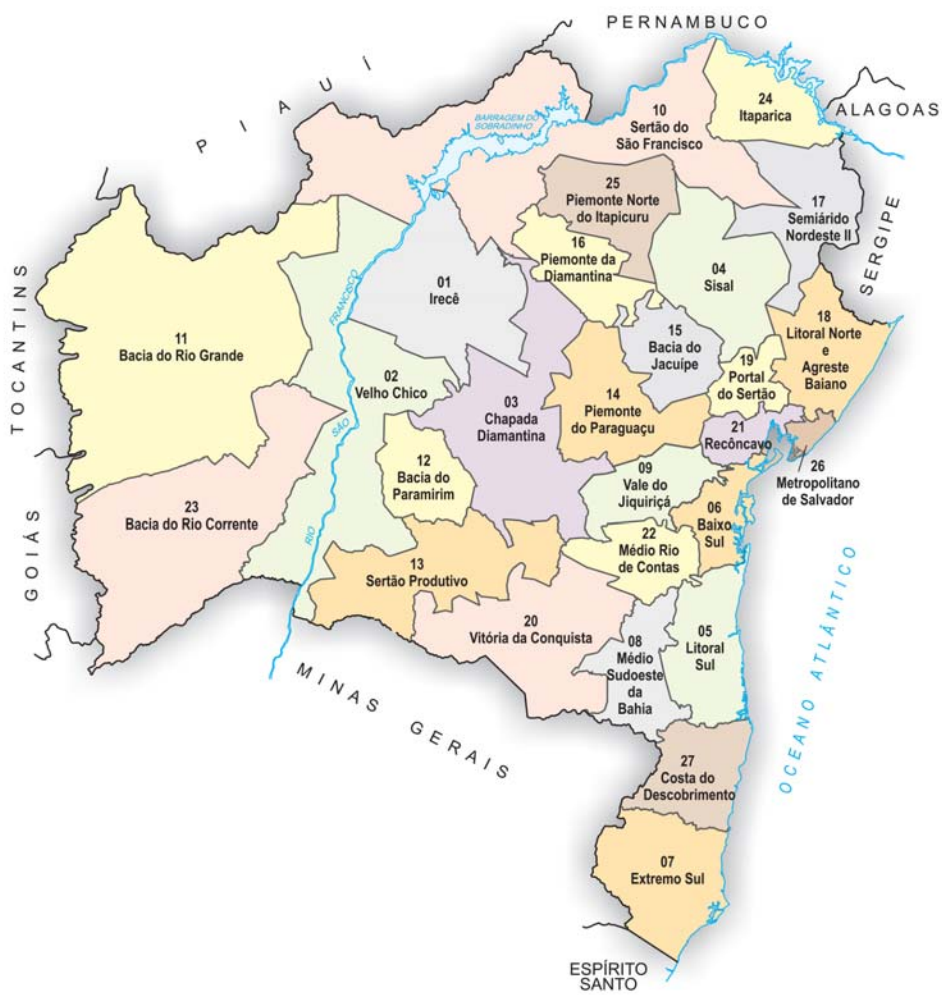 PERNAMBUCO
PIAUÍ
ALAGOAS
SERGIPE
TOCANTINS
GOIÁS
MINAS GERAIS
ESPÍRITO
SANTO
OCEANO ATLÂNTICO
BARRAGEM DO
SOBRADINHO
RIO
SÃO
FRANCISCO
24
Itaparica
10
Sertão do
São Francisco
25
Piemonte Norte
do Itapicuru
17
Semiárido
Nordeste II
16
Piemonte da
Diamantina
04
Sisal
01
Irecê
11
Bacia do Rio Grande
15
Bacia do
Jacuípe
18
Litoral Norte
e
Agreste
Baiano
19
Portal
do Sertão
02
Velho Chico
03
Chapada
Diamantina
14
Piemonte
do Paraguaçu
21
Recôncavo
26
Metropolitano
de Salvador
12
Bacia do
Paramirim
09
Vale do
Jiquiriçá
06
Baixo
Sul
23
Bacia do Rio Corrente
22
Médio Rio
de Contas
13
Sertão Produtivo
20
Vitória da Conquista
08
Médio
Sudoeste
da
Bahia
05
Litoral
Sul
27
Costa do
Descobrimento
07
Extremo Sul